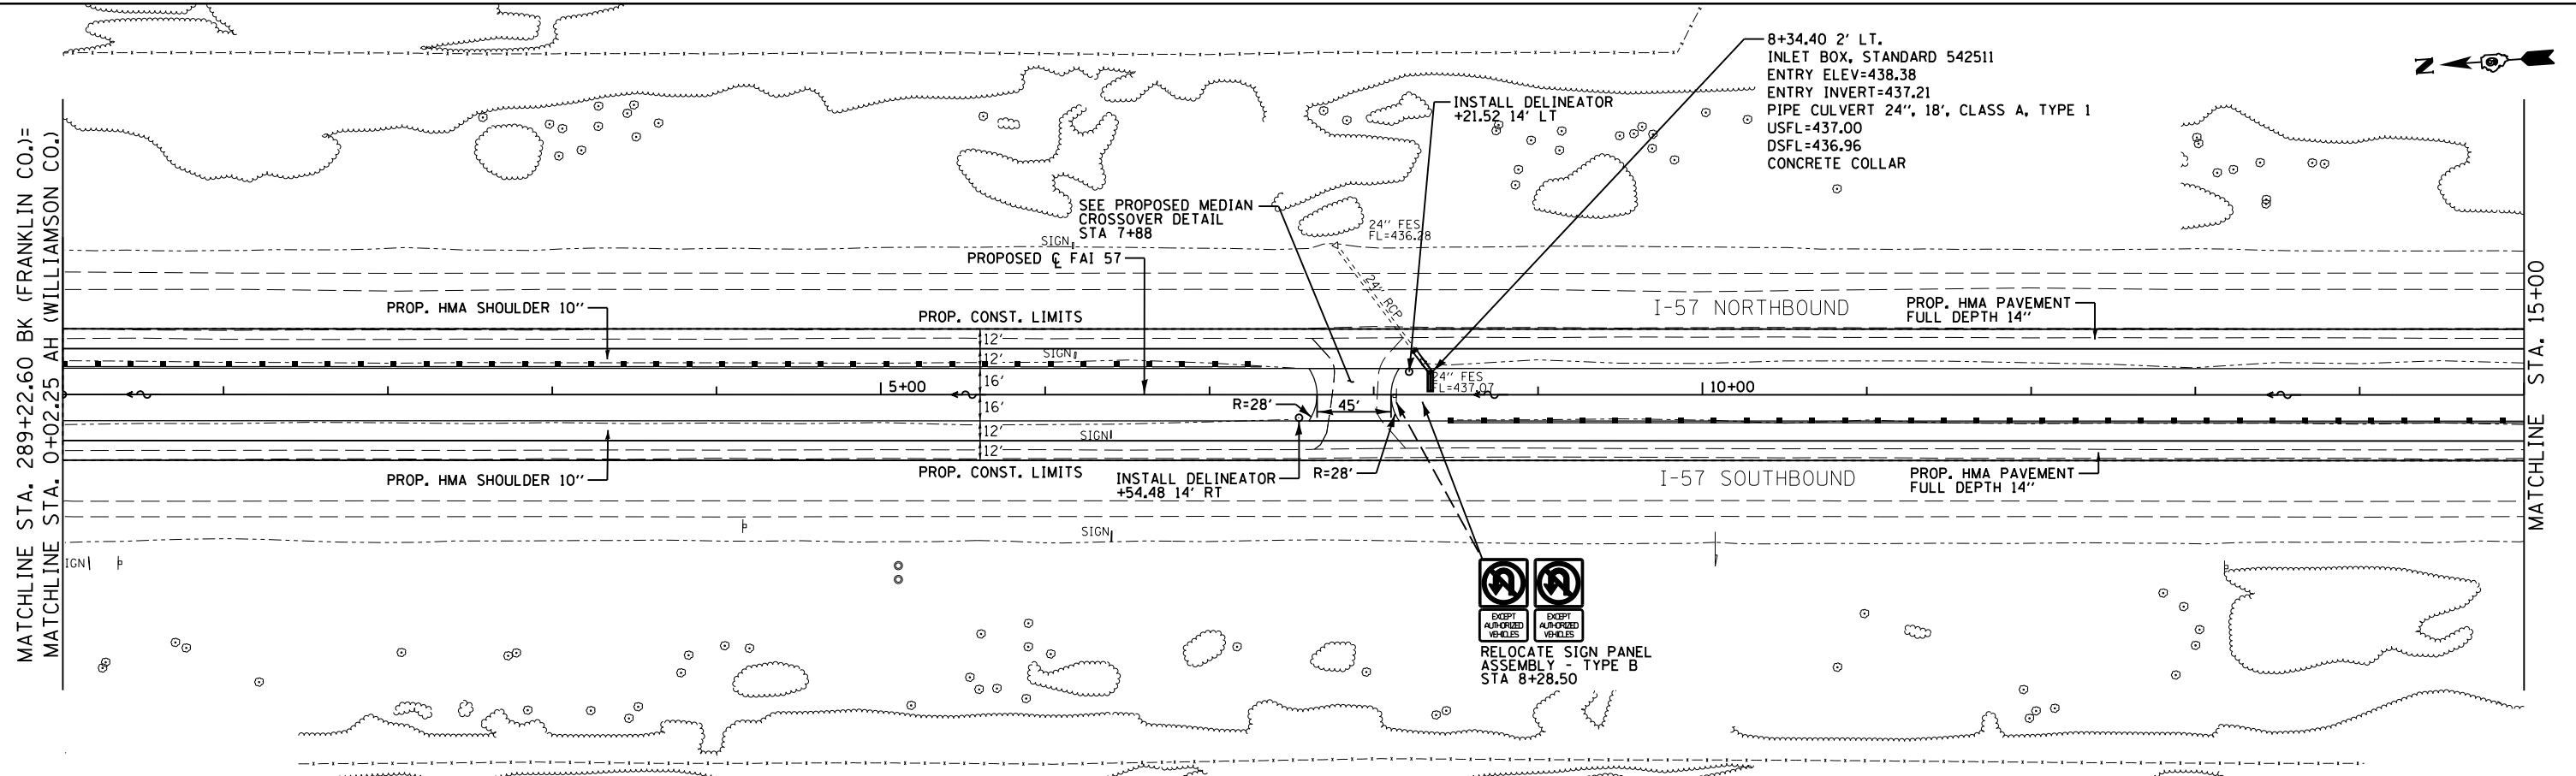 8+34.40 2' LT.
INLET BOX, STANDARD 542511
ENTRY ELEV=438.38
ENTRY INVERT=437.21
PIPE CULVERT 24", 18', CLASS A, TYPE 1
USFL=437.00
DSFL=436.96
CONCRETE COLLAR
N
INSTALL DELINEATOR
+21.52 14' LT
SEE PROPOSED MEDIAN
CROSSOVER DETAIL
STA 7+88
24" FES
FL=436.28
SIGN
PROPOSED ℄ FAI 57
24" RCP
PROP. HMA SHOULDER 10"
PROP. CONST. LIMITS
I-57 NORTHBOUND
PROP. HMA PAVEMENT
FULL DEPTH 14"
12'
12'
SIGN
16'
24" FES
FL=437.07
5+00
10+00
R=28'
45'
16'
12'
SIGN
12'
PROP. HMA SHOULDER 10"
PROP. CONST. LIMITS
INSTALL DELINEATOR
+54.48 14' RT
R=28'
I-57 SOUTHBOUND
PROP. HMA PAVEMENT
FULL DEPTH 14"
SIGN
IGN
EXCEPT
AUTHORIZED
VEHICLES
EXCEPT
AUTHORIZED
VEHICLES
RELOCATE SIGN PANEL
ASSEMBLY - TYPE B
STA 8+28.50
MATCHLINE STA. 289+22.60 BK (FRANKLIN CO.)=
MATCHLINE STA. 0+02.25 AH (WILLIAMSON CO.)
MATCHLINE STA. 15+00